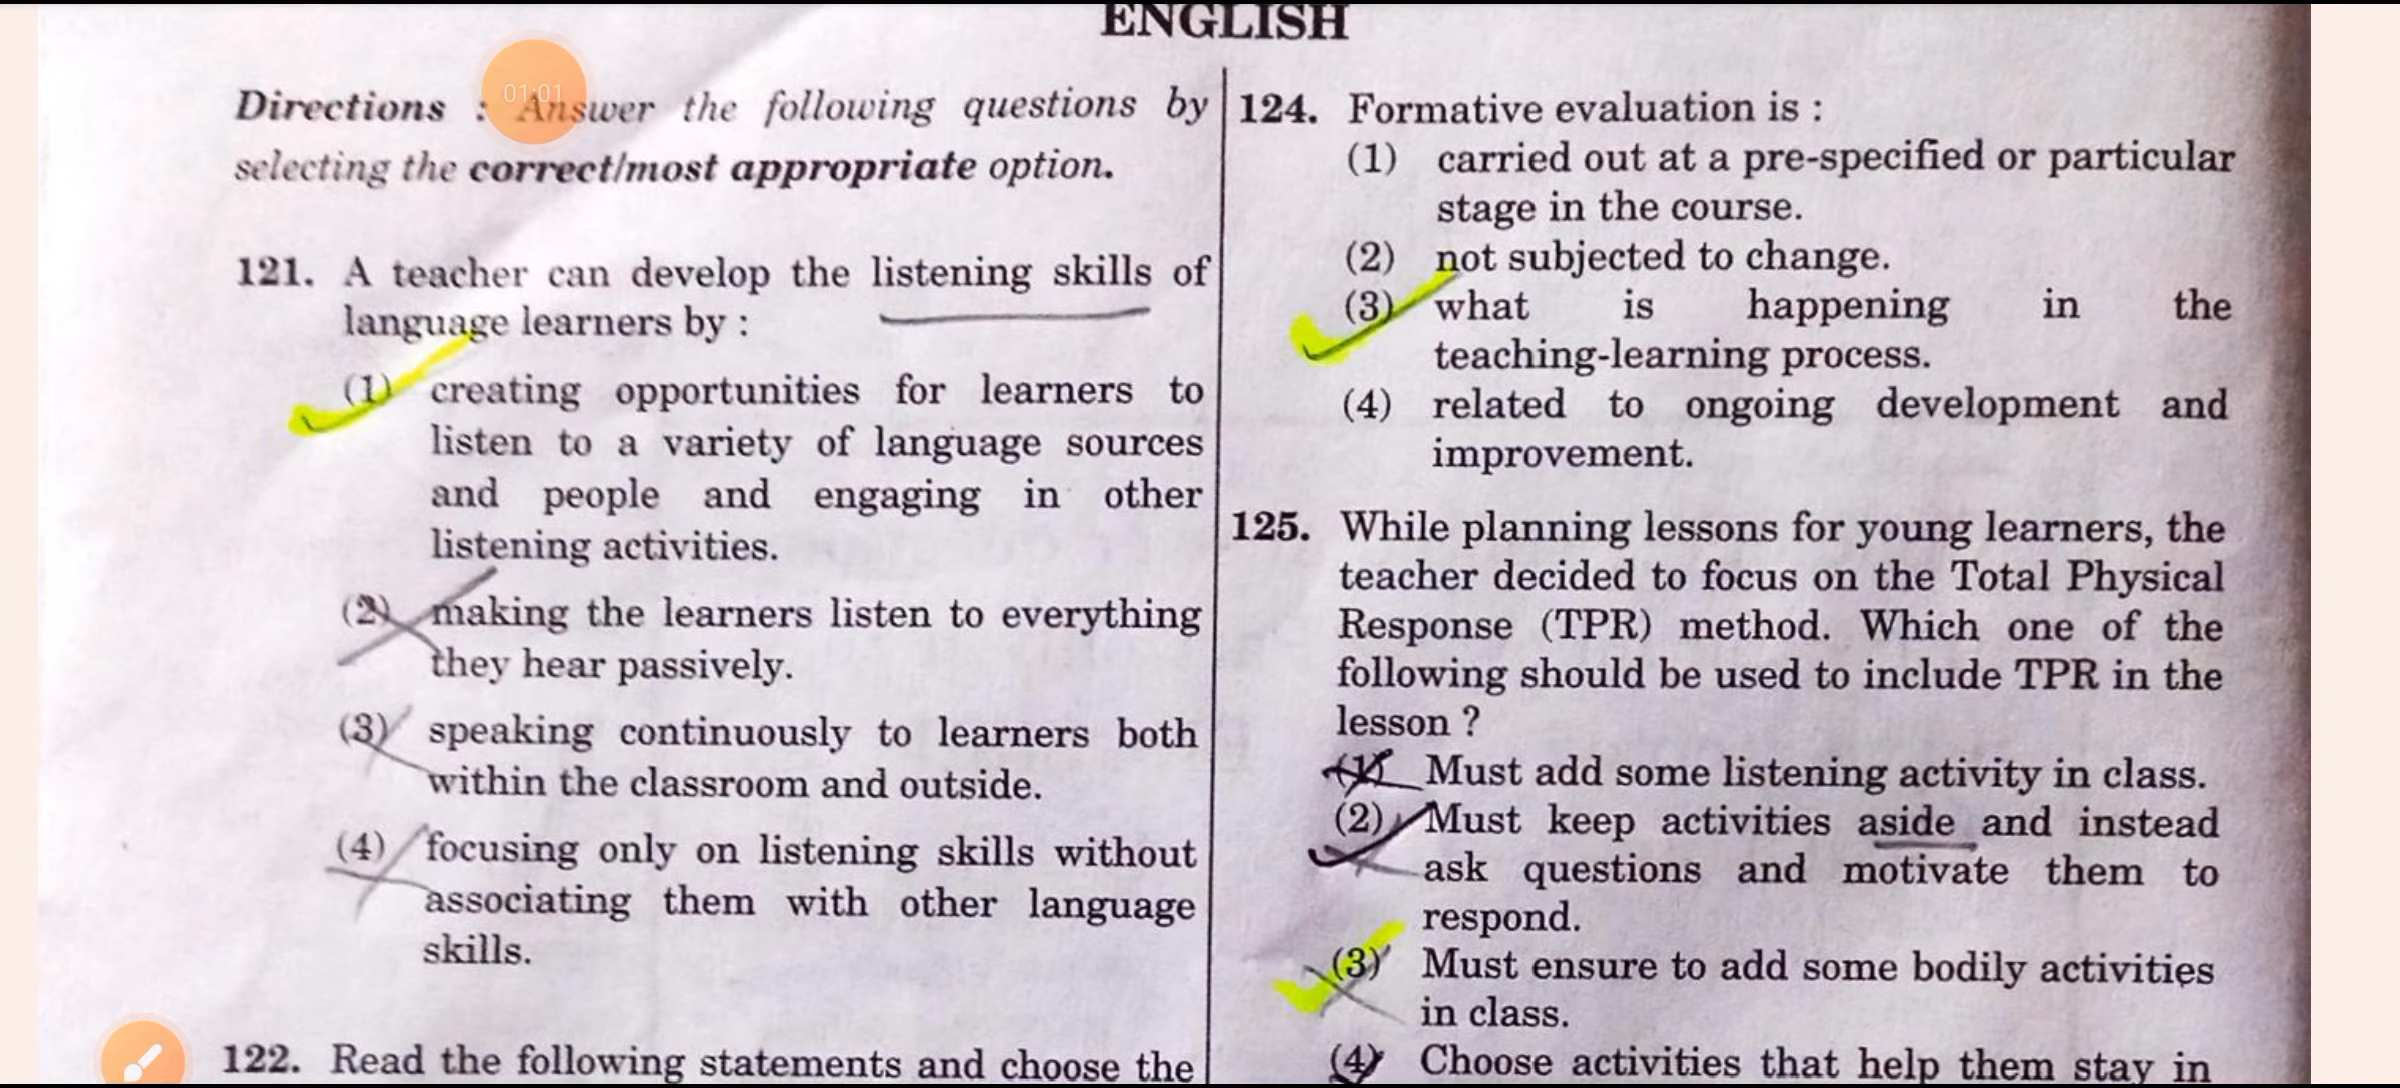 ENGLISH
01:01
Directions : Answer the following questions by
selecting the correct/most appropriate option.
121. A teacher can develop the listening skills of
language learners by :
(1) creating opportunities for learners to
listen to a variety of language sources
and people and engaging in other
listening activities.
(2) making the learners listen to everything
they hear passively.
(3) speaking continuously to learners both
within the classroom and outside.
(4) focusing only on listening skills without
associating them with other language
skills.
122. Read the following statements and choose the
124. Formative evaluation is :
(1) carried out at a pre-specified or particular
stage in the course.
(2) not subjected to change.
(3) what is happening in the
teaching-learning process.
(4) related to ongoing development and
improvement.
125. While planning lessons for young learners, the
teacher decided to focus on the Total Physical
Response (TPR) method. Which one of the
following should be used to include TPR in the
lesson ?
(1) Must add some listening activity in class.
(2) Must keep activities aside and instead
ask questions and motivate them to
respond.
(3) Must ensure to add some bodily activities
in class.
(4) Choose activities that help them stay in